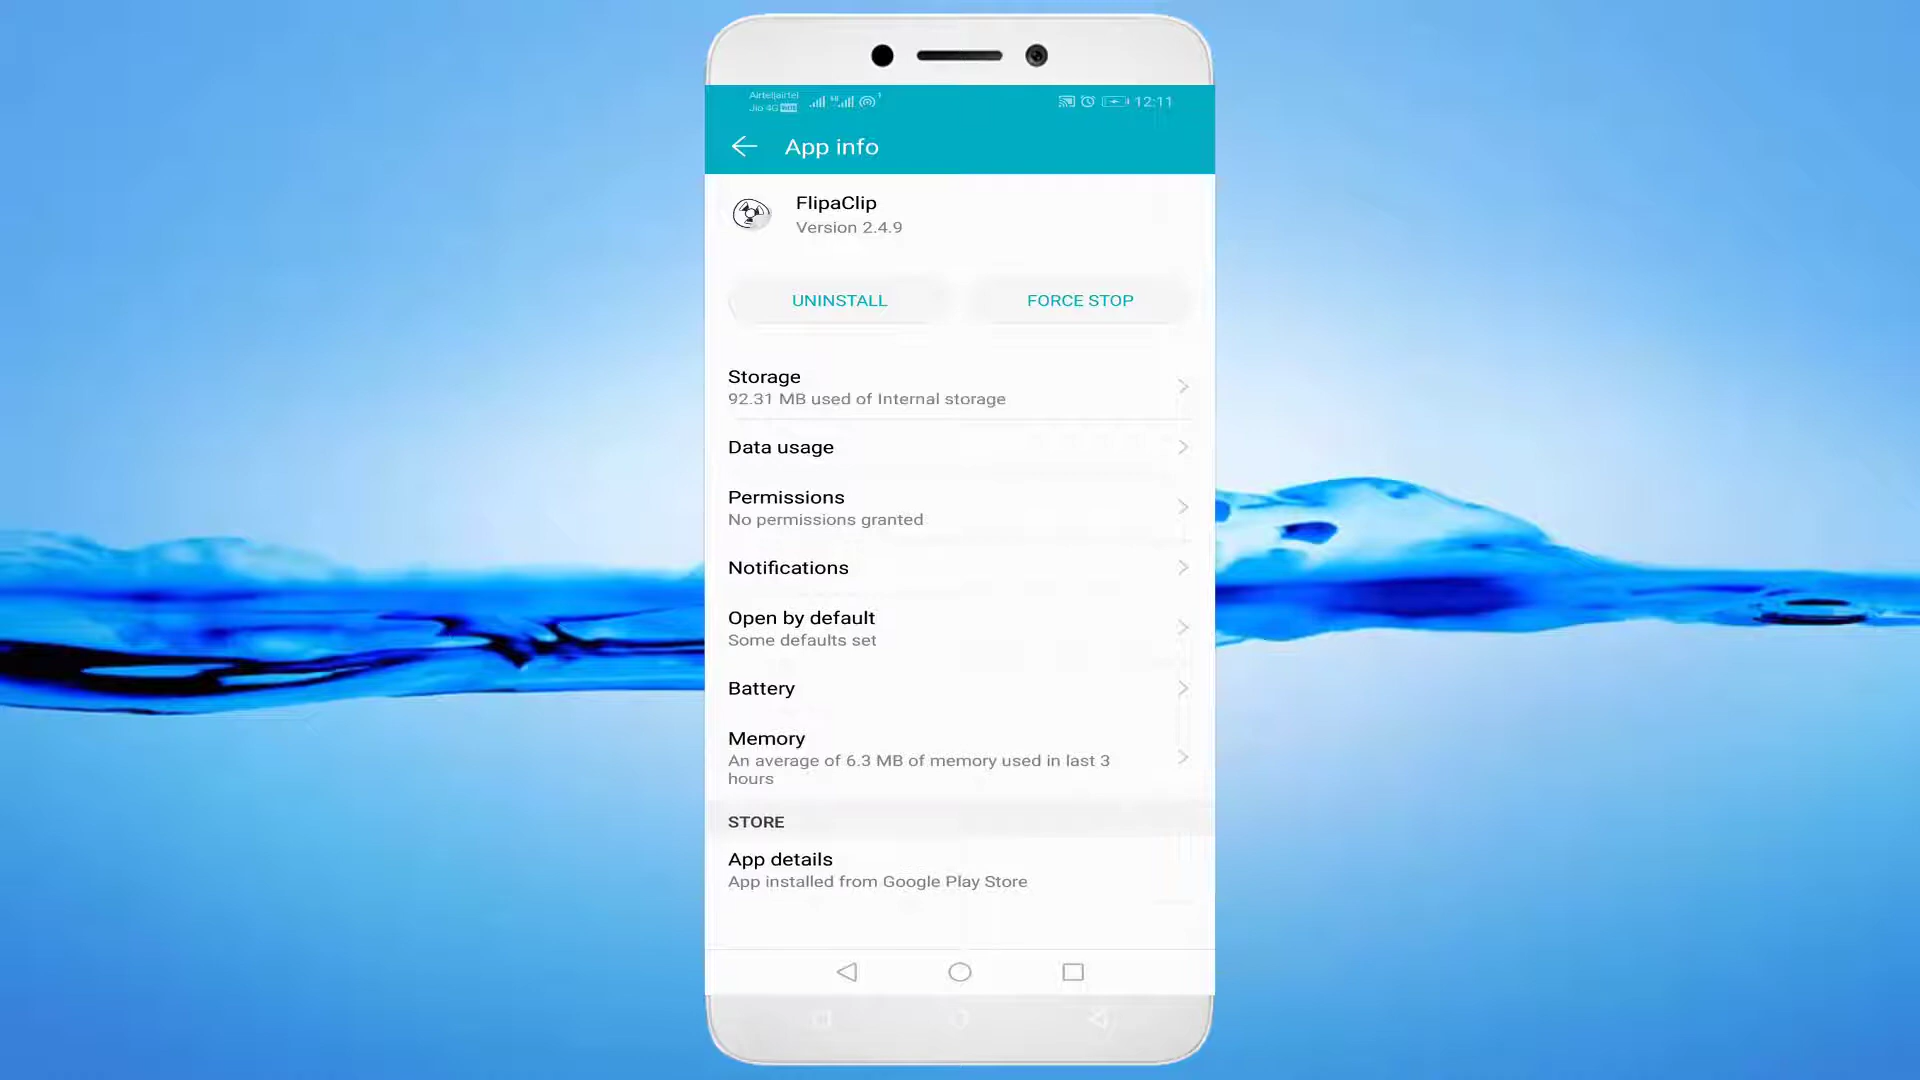 Airtel|airtel
Jio 4G
12:11
App info
FlipaClip
Version 2.4.9
UNINSTALL
FORCE STOP
Storage
92.31 MB used of Internal storage
Data usage
Permissions
No permissions granted
Notifications
Open by default
Some defaults set
Battery
Memory
An average of 6.3 MB of memory used in last 3
hours
STORE
App details
App installed from Google Play Store